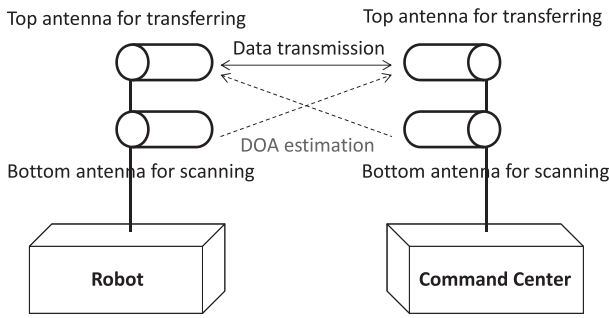 Top antenna for transferring
Top antenna for transferring
Data transmission
DOA estimation
Bottom antenna for scanning
Bottom antenna for scanning
Robot
Command Center